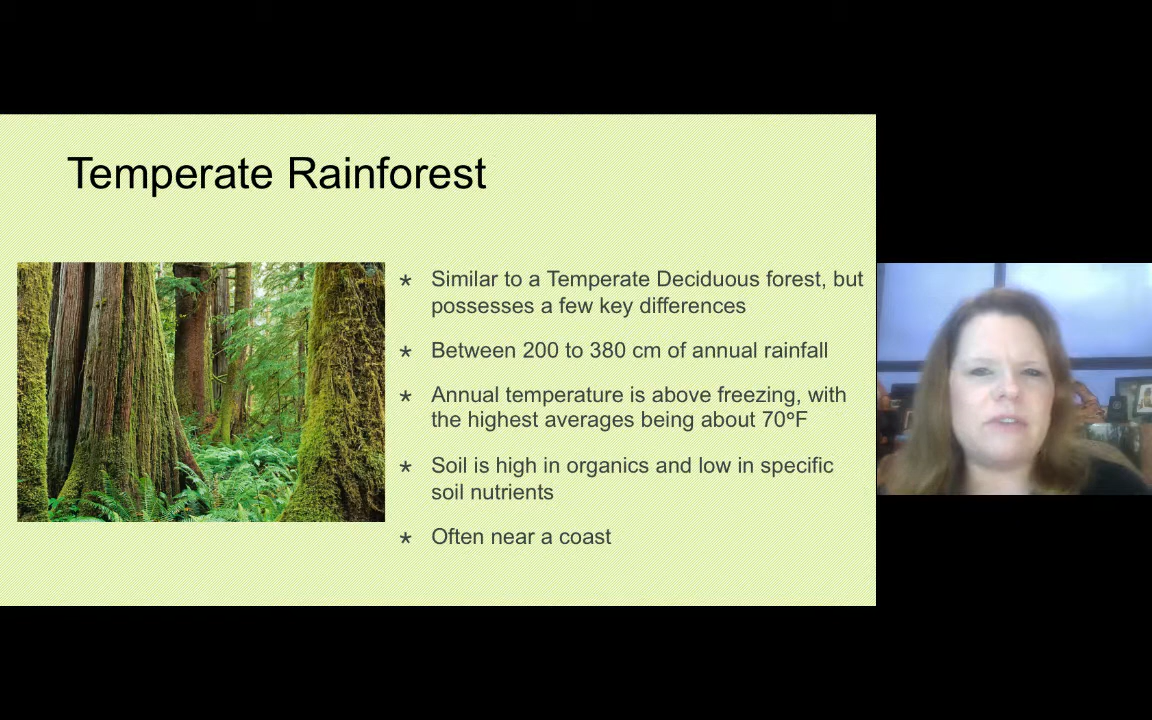 Temperate Rainforest
* Similar to a Temperate Deciduous forest, but
possesses a few key differences
* Between 200 to 380 cm of annual rainfall
* Annual temperature is above freezing, with
the highest averages being about 70°F
* Soil is high in organics and low in specific
soil nutrients
* Often near a coast